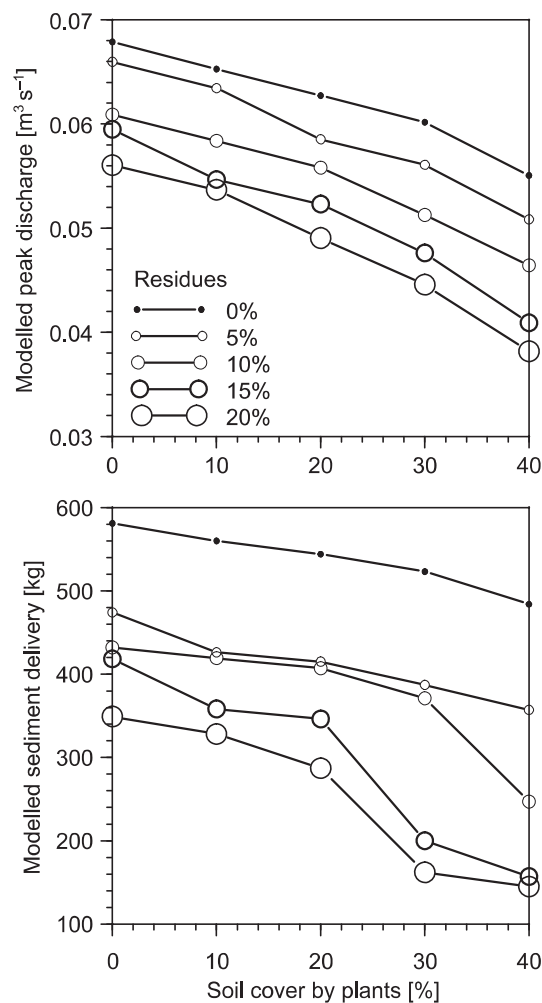 0.07
0.06
0.05
0.04
0.03
Modelled peak discharge [m³ s⁻¹]
Residues
0%
5%
10%
15%
20%
0 10 20 30 40
600
500
400
300
200
100
Modelled sediment delivery [kg]
0 10 20 30 40
Soil cover by plants [%]